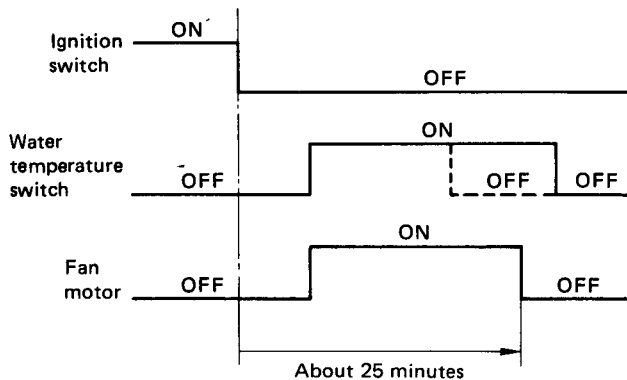 ON
Ignition
switch
OFF
Water
temperature
switch
ON
OFF
OFF
OFF
Fan
motor
ON
OFF
OFF
About 25 minutes